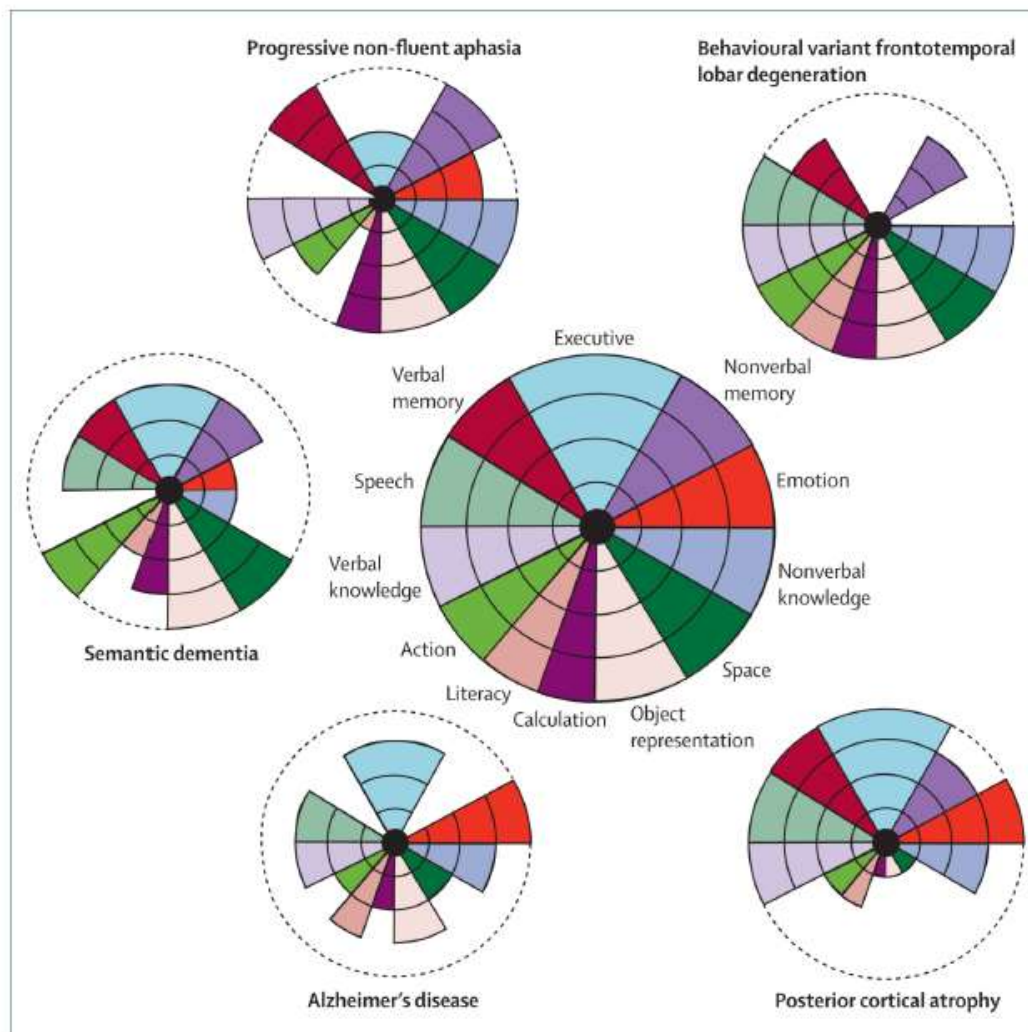 Progressive non-fluent aphasia
Behavioural variant frontotemporal
lobar degeneration
Executive
Verbal
memory
Nonverbal
memory
Speech
Emotion
Verbal
knowledge
Nonverbal
knowledge
Semantic dementia
Action
Space
Literacy
Calculation
Object
representation
Alzheimer's disease
Posterior cortical atrophy